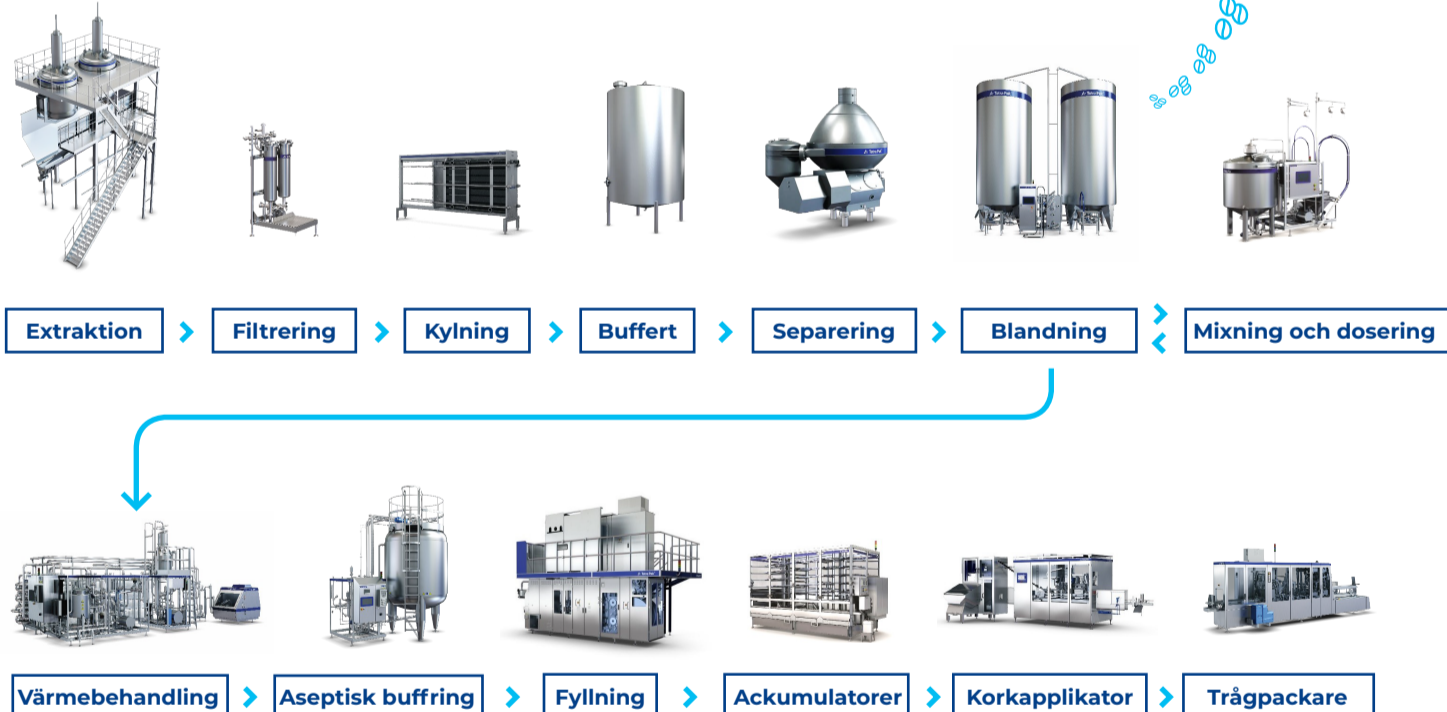 Extraktion
Filtrering
Kylning
Buffert
Separering
Blandning
Mixning och dosering
Värmebehandling
Aseptisk buffring
Fyllning
Ackumulatorer
Korkapplikator
Trågpackare